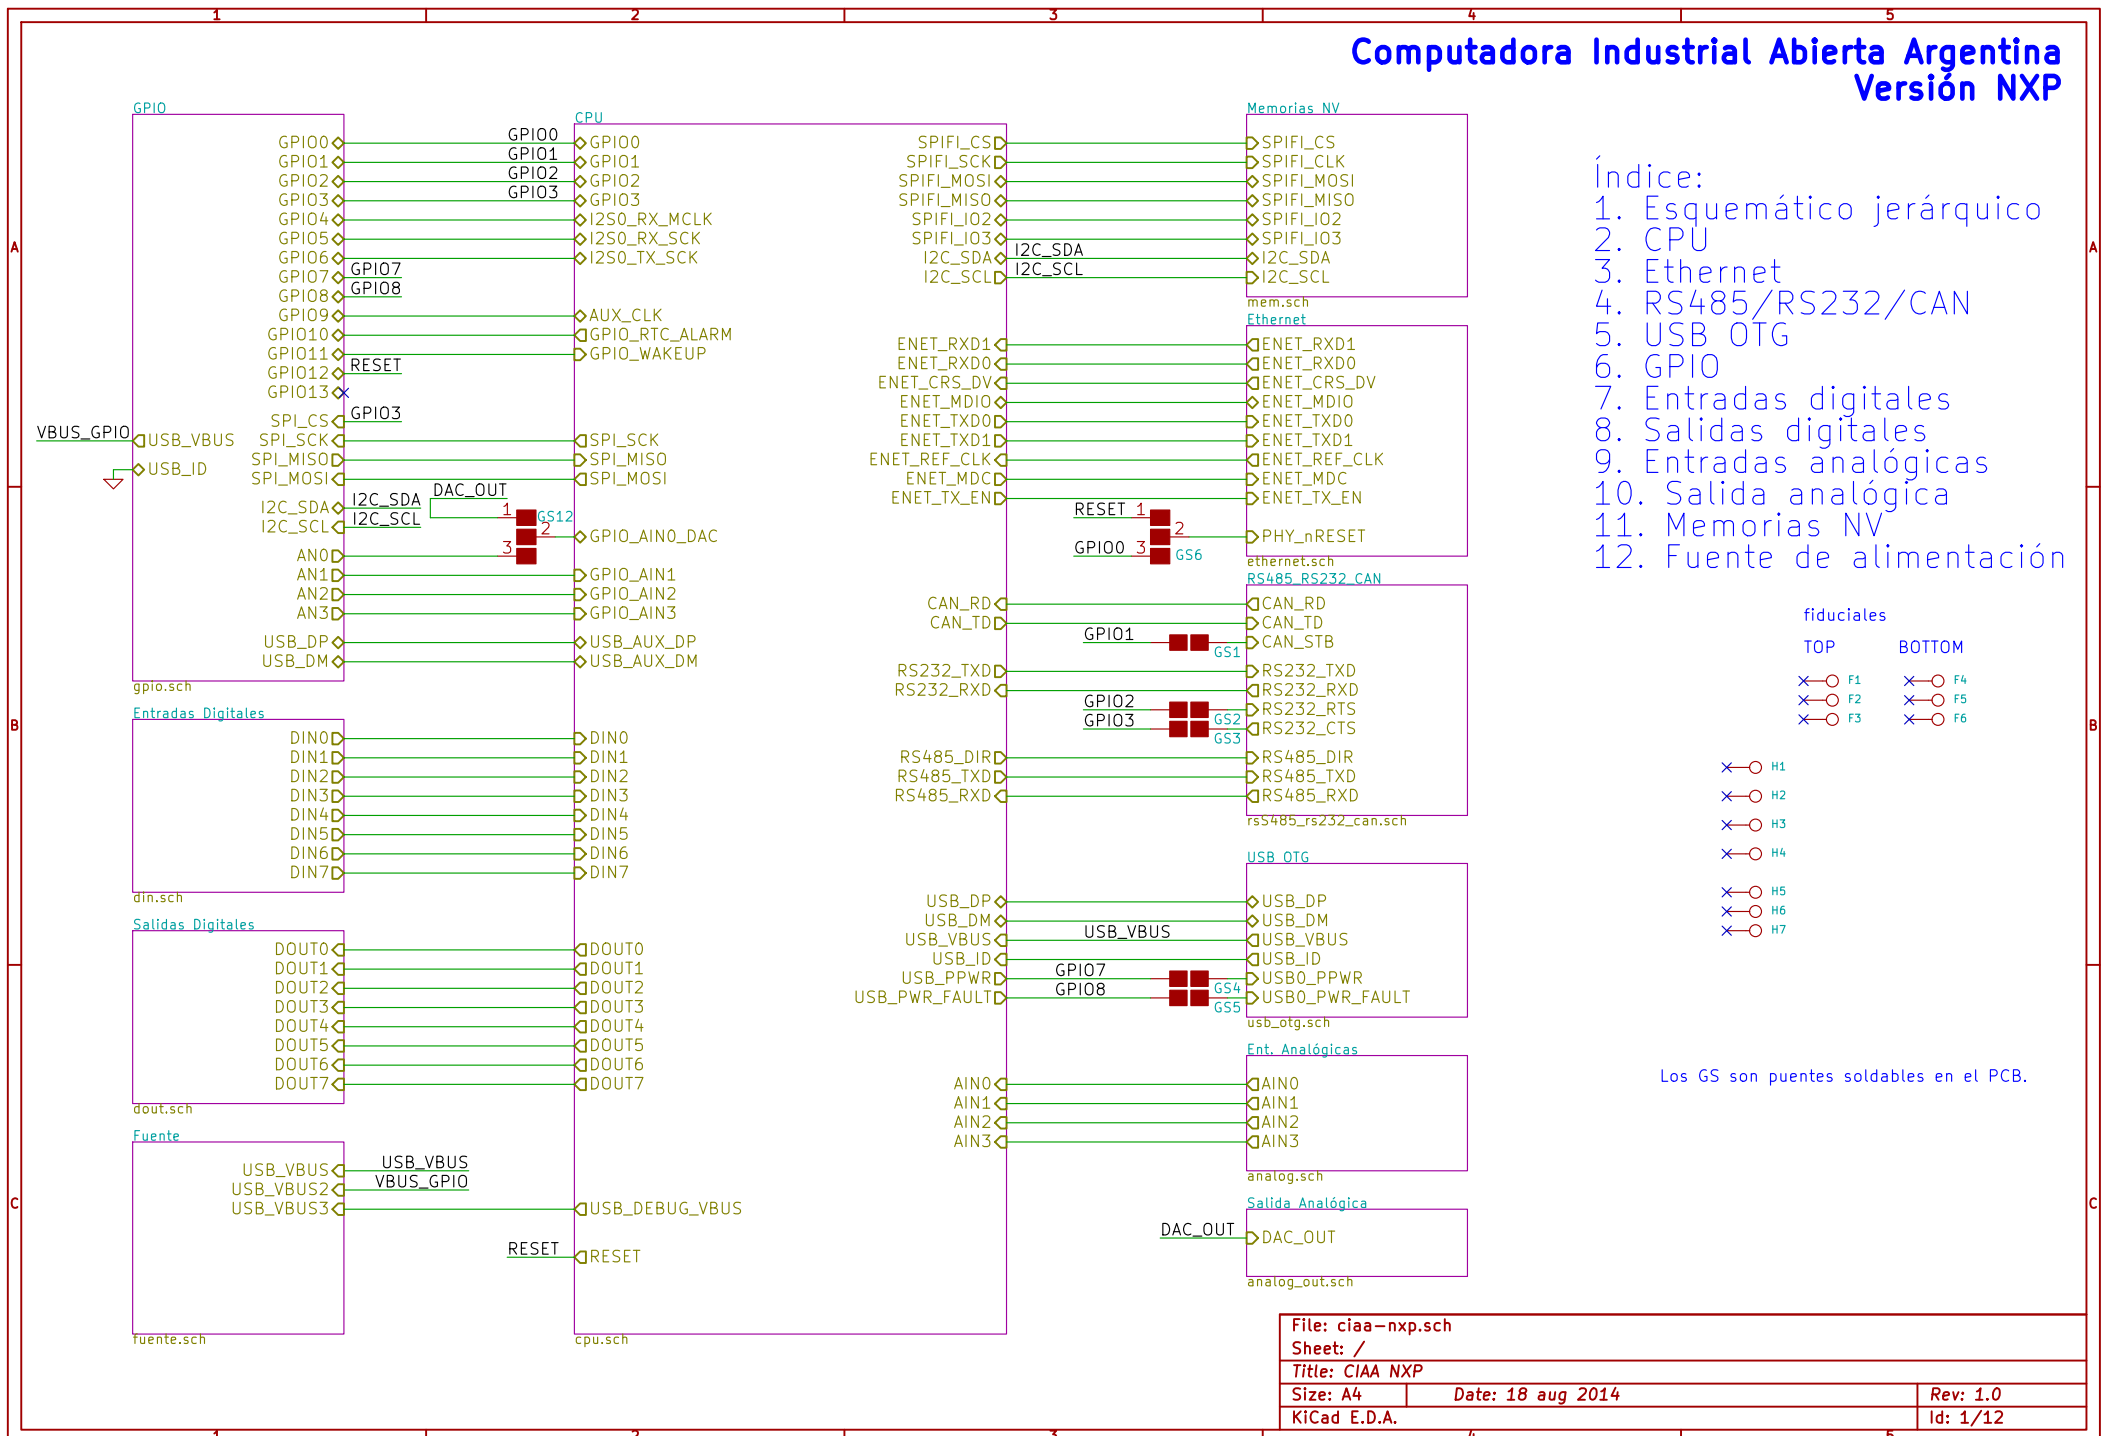 1 2 3 4 5
Computadora Industrial Abierta Argentina
Versión NXP
GPIO
GPIO0
GPIO1
GPIO2
GPIO3
GPIO4
GPIO5
GPIO6
GPIO7
GPIO8
GPIO9
GPIO10
GPIO11
GPIO12
GPIO13
SPI_CS
SPI_SCK
SPI_MISO
SPI_MOSI
I2C_SDA
I2C_SCL
AN0
AN1
AN2
AN3
USB_DP
USB_DM
USB_VBUS
USB_ID
VBUS_GPIO
gpio.sch
GPIO0
GPIO1
GPIO2
GPIO3
GPIO7
GPIO8
RESET
GPIO3
I2C_SDA
I2C_SCL
DAC_OUT
1
2
3
GS12
Entradas Digitales
DIN0
DIN1
DIN2
DIN3
DIN4
DIN5
DIN6
DIN7
din.sch
Salidas Digitales
DOUT0
DOUT1
DOUT2
DOUT3
DOUT4
DOUT5
DOUT6
DOUT7
dout.sch
Fuente
USB_VBUS
USB_VBUS2
USB_VBUS3
fuente.sch
USB_VBUS
VBUS_GPIO
RESET
CPU
GPIO0
GPIO1
GPIO2
GPIO3
I2S0_RX_MCLK
I2S0_RX_SCK
I2S0_TX_SCK
AUX_CLK
GPIO_RTC_ALARM
GPIO_WAKEUP
SPI_SCK
SPI_MISO
SPI_MOSI
GPIO_AIN0_DAC
GPIO_AIN1
GPIO_AIN2
GPIO_AIN3
USB_AUX_DP
USB_AUX_DM
DIN0
DIN1
DIN2
DIN3
DIN4
DIN5
DIN6
DIN7
DOUT0
DOUT1
DOUT2
DOUT3
DOUT4
DOUT5
DOUT6
DOUT7
USB_DEBUG_VBUS
RESET
cpu.sch
SPIFI_CS
SPIFI_SCK
SPIFI_MOSI
SPIFI_MISO
SPIFI_IO2
SPIFI_IO3
I2C_SDA
I2C_SCL
ENET_RXD1
ENET_RXD0
ENET_CRS_DV
ENET_MDIO
ENET_TXD0
ENET_TXD1
ENET_REF_CLK
ENET_MDC
ENET_TX_EN
CAN_RD
CAN_TD
RS232_TXD
RS232_RXD
RS485_DIR
RS485_TXD
RS485_RXD
USB_DP
USB_DM
USB_VBUS
USB_ID
USB_PPWR
USB_PWR_FAULT
AIN0
AIN1
AIN2
AIN3
I2C_SDA
I2C_SCL
RESET
GPIO0
1
2
3
GS6
GPIO1
GS1
GPIO2
GS2
GPIO3
GS3
USB_VBUS
GPIO7
GS4
GPIO8
GS5
DAC_OUT
Memorias NV
SPIFI_CS
SPIFI_CLK
SPIFI_MOSI
SPIFI_MISO
SPIFI_IO2
SPIFI_IO3
I2C_SDA
I2C_SCL
mem.sch
Ethernet
ENET_RXD1
ENET_RXD0
ENET_CRS_DV
ENET_MDIO
ENET_TXD0
ENET_TXD1
ENET_REF_CLK
ENET_MDC
ENET_TX_EN
PHY_nRESET
ethernet.sch
RS485_RS232_CAN
CAN_RD
CAN_TD
CAN_STB
RS232_TXD
RS232_RXD
RS232_RTS
RS232_CTS
RS485_DIR
RS485_TXD
RS485_RXD
rsS485_rs232_can.sch
USB OTG
USB_DP
USB_DM
USB_VBUS
USB_ID
USB0_PPWR
USB0_PWR_FAULT
usb_otg.sch
Ent. Analógicas
AIN0
AIN1
AIN2
AIN3
analog.sch
Salida Analógica
DAC_OUT
analog_out.sch
Índice:
1. Esquemático jerárquico
2. CPU
3. Ethernet
4. RS485/RS232/CAN
5. USB OTG
6. GPIO
7. Entradas digitales
8. Salidas digitales
9. Entradas analógicas
10. Salida analógica
11. Memorias NV
12. Fuente de alimentación
fiduciales
TOP BOTTOM
F1 F4
F2 F5
F3 F6
H1
H2
H3
H4
H5
H6
H7
Los GS son puentes soldables en el PCB.
A A
B B
C C
File: ciaa-nxp.sch
Sheet: /
Title: CIAA NXP
Size: A4 Date: 18 aug 2014 Rev: 1.0
KiCad E.D.A. Id: 1/12
1 2 3 4 5